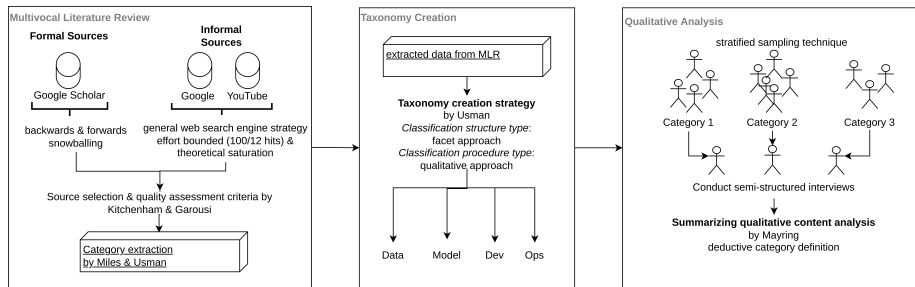 Multivocal Literature Review
Formal Sources
Informal
Sources
Google Scholar
Google
YouTube
backwards & forwards
snowballing
general web search engine strategy
effort bounded (100/12 hits) &
theoretical saturation
Source selection & quality assessment criteria by
Kitchenham & Garousi
Category extraction
by Miles & Usman
Taxonomy Creation
extracted data from MLR
Taxonomy creation strategy
by Usman
Classification structure type:
facet approach
Classification procedure type:
qualitative approach
Data
Model
Dev
Ops
Qualitative Analysis
stratified sampling technique
Category 1
Category 2
Category 3
Conduct semi-structured interviews
Summarizing qualitative content analysis
by Mayring
deductive category definition